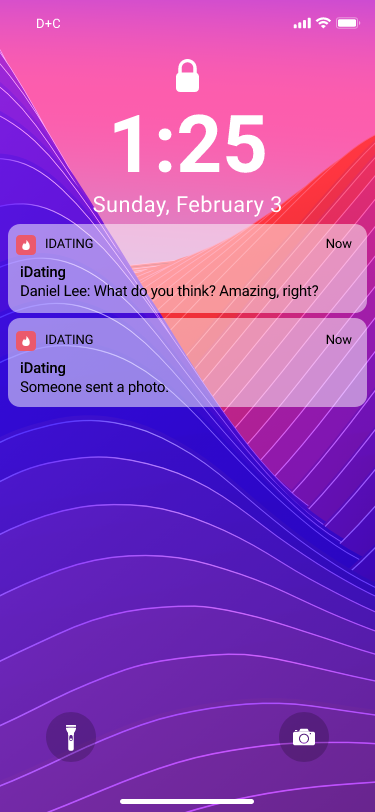 D+C
1:25
Sunday, February 3
IDATING
Now
iDating
Daniel Lee: What do you think? Amazing, right?
IDATING
Now
iDating
Someone sent a photo.